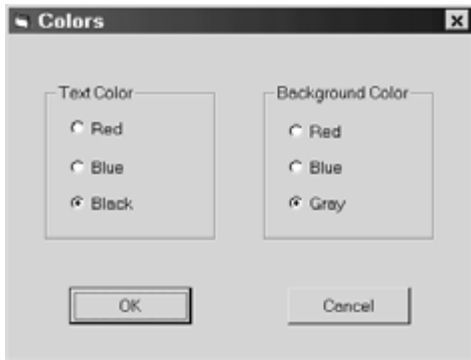 Colors
Text Color
Red
Blue
Black
Background Color
Red
Blue
Gray
OK
Cancel